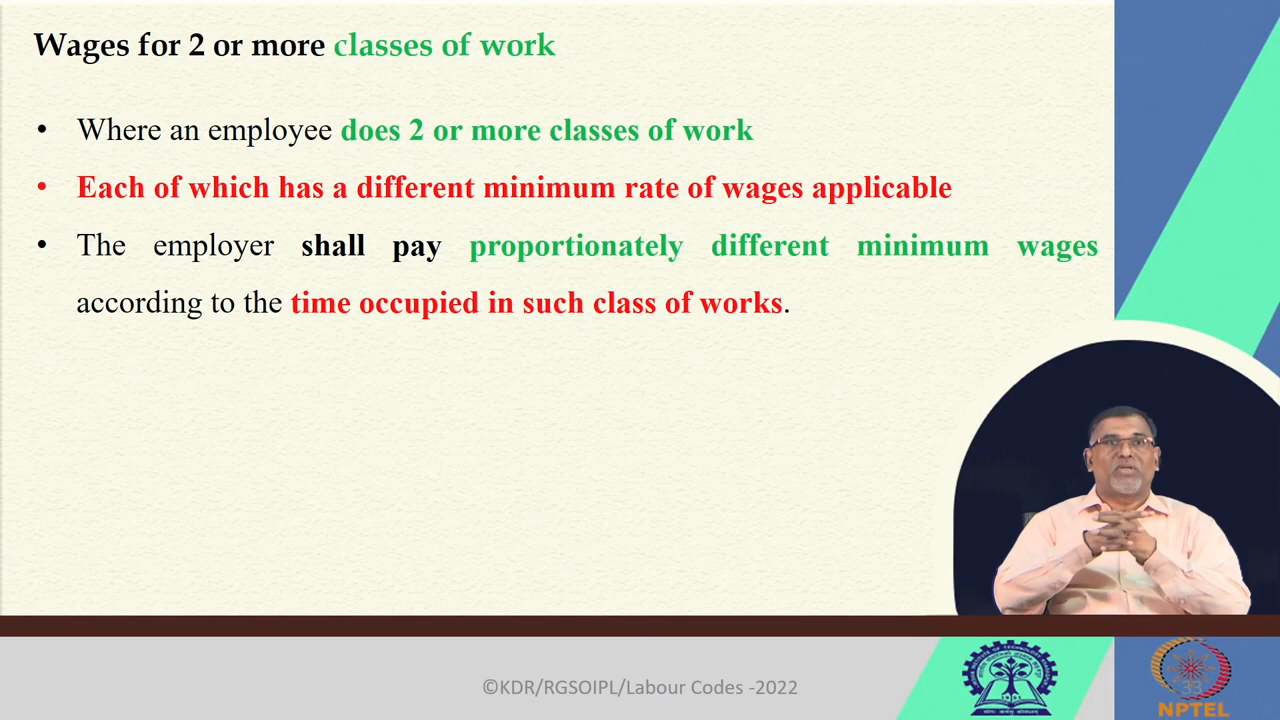 Wages for 2 or more classes of work
• Where an employee does 2 or more classes of work
• Each of which has a different minimum rate of wages applicable
• The employer shall pay proportionately different minimum wages
according to the time occupied in such class of works.
©KDR/RGSOIPL/Labour Codes -2022
33
NPTEL